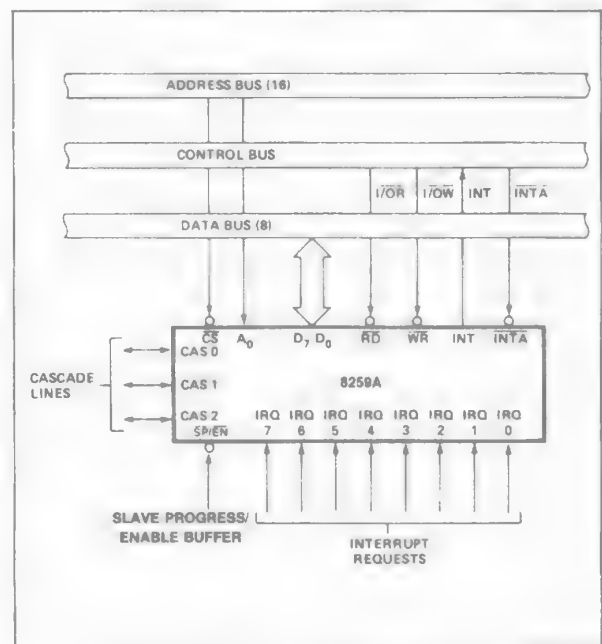 ADDRESS BUS (16)
CONTROL BUS
I/OR I/OW INT INTA
DATA BUS (8)
CS A0 D7 D0 RD WR INT INTA
CAS 0
8259A
CASCADE LINES
CAS 1
CAS 2
SP/EN
IRQ 7
IRQ 6
IRQ 5
IRQ 4
IRQ 3
IRQ 2
IRQ 1
IRQ 0
SLAVE PROGRESS/
ENABLE BUFFER
INTERRUPT
REQUESTS